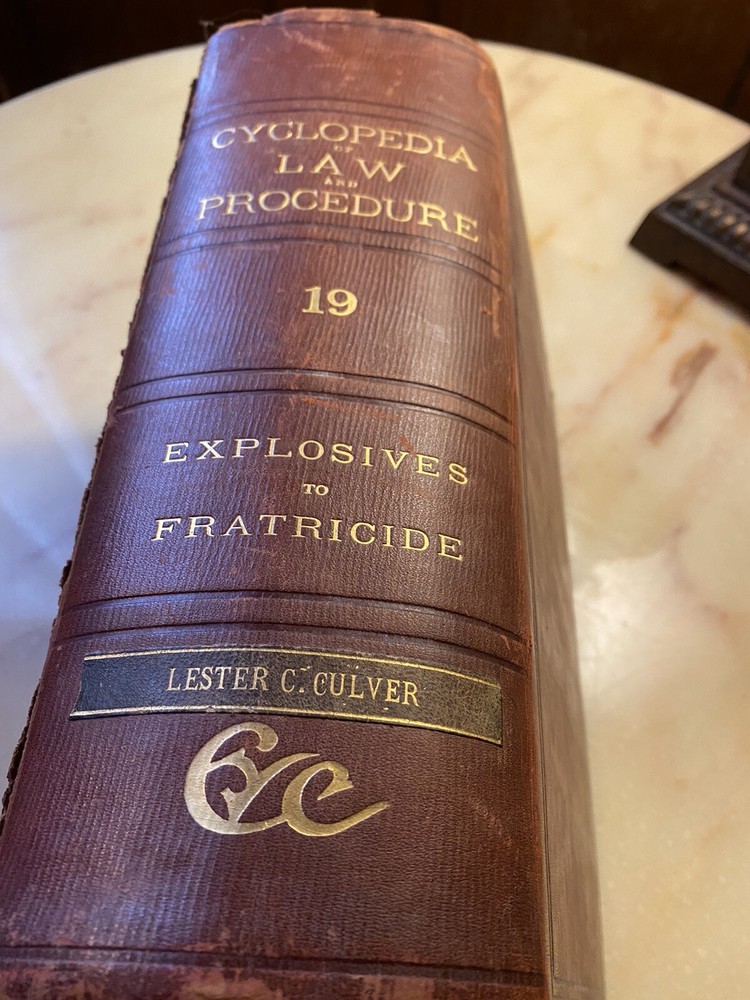 CYCLOPEDIA
OF
LAW
AND
PROCEDURE
19
EXPLOSIVES
TO
FRATRICIDE
LESTER C. CULVER
Cyc